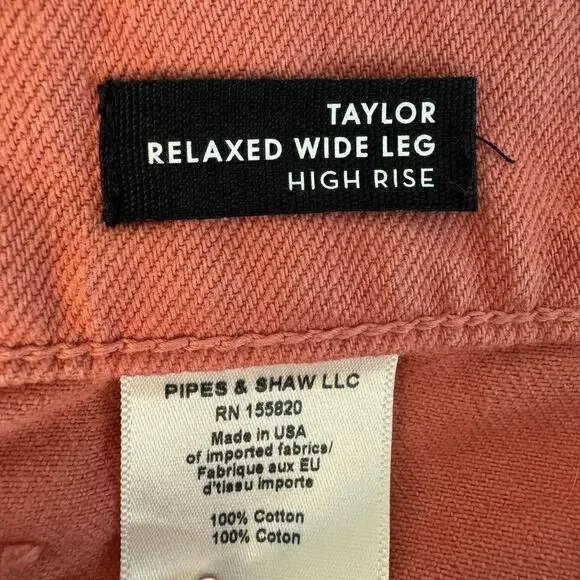 TAYLOR
RELAXED WIDE LEG
HIGH RISE
PIPES & SHAW LLC
RN 155820
Made in USA
of imported fabrics/
Fabrique aux EU
d'tissu importe
100% Cotton
100% Coton